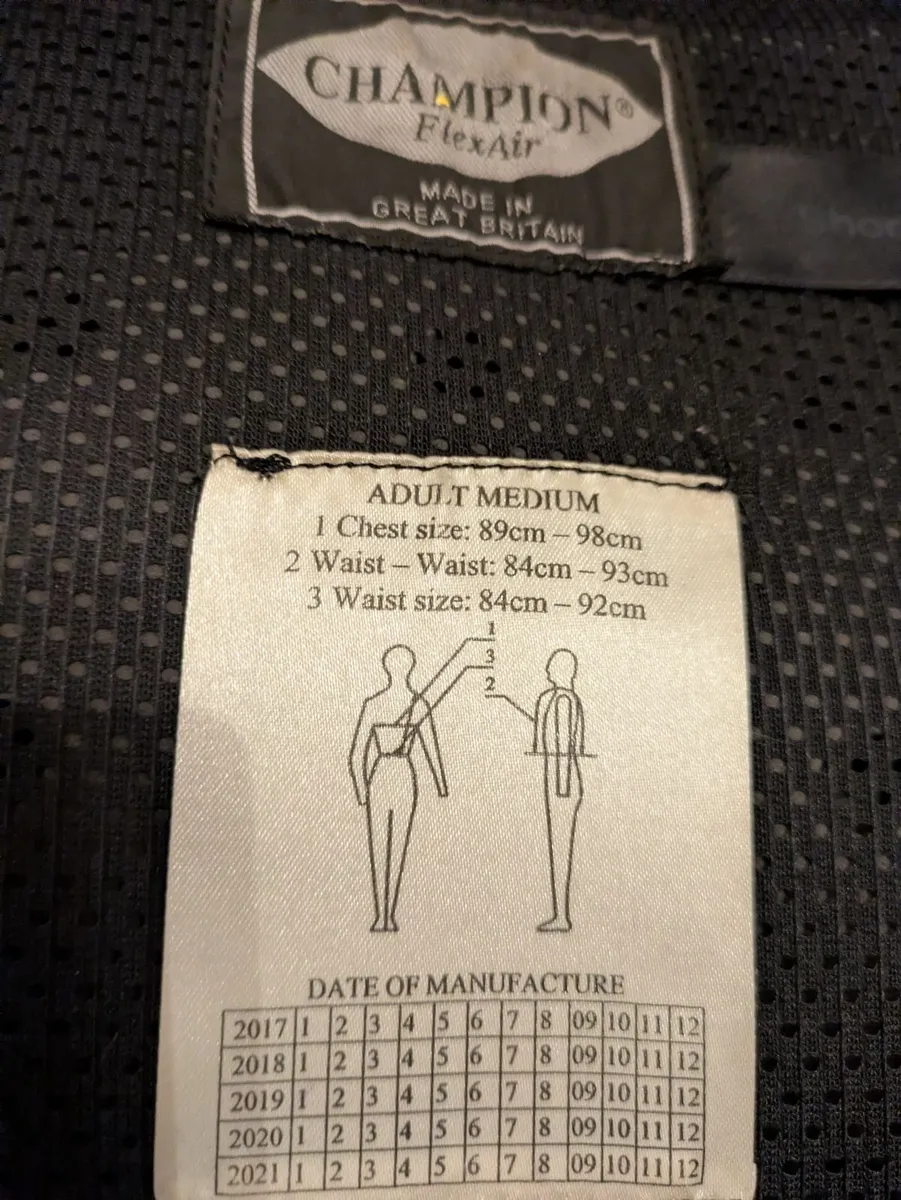 CHAMPION®
FlexAir
MADE IN
GREAT BRITAIN
ADULT MEDIUM
1 Chest size: 89cm – 98cm
2 Waist – Waist: 84cm – 93cm
3 Waist size: 84cm – 92cm
1
3
2
DATE OF MANUFACTURE
2017 1 2 3 4 5 6 7 8 09 10 11 12
2018 1 2 3 4 5 6 7 8 09 10 11 12
2019 1 2 3 4 5 6 7 8 09 10 11 12
2020 1 2 3 4 5 6 7 8 09 10 11 12
2021 1 2 3 4 5 6 7 8 09 10 11 12